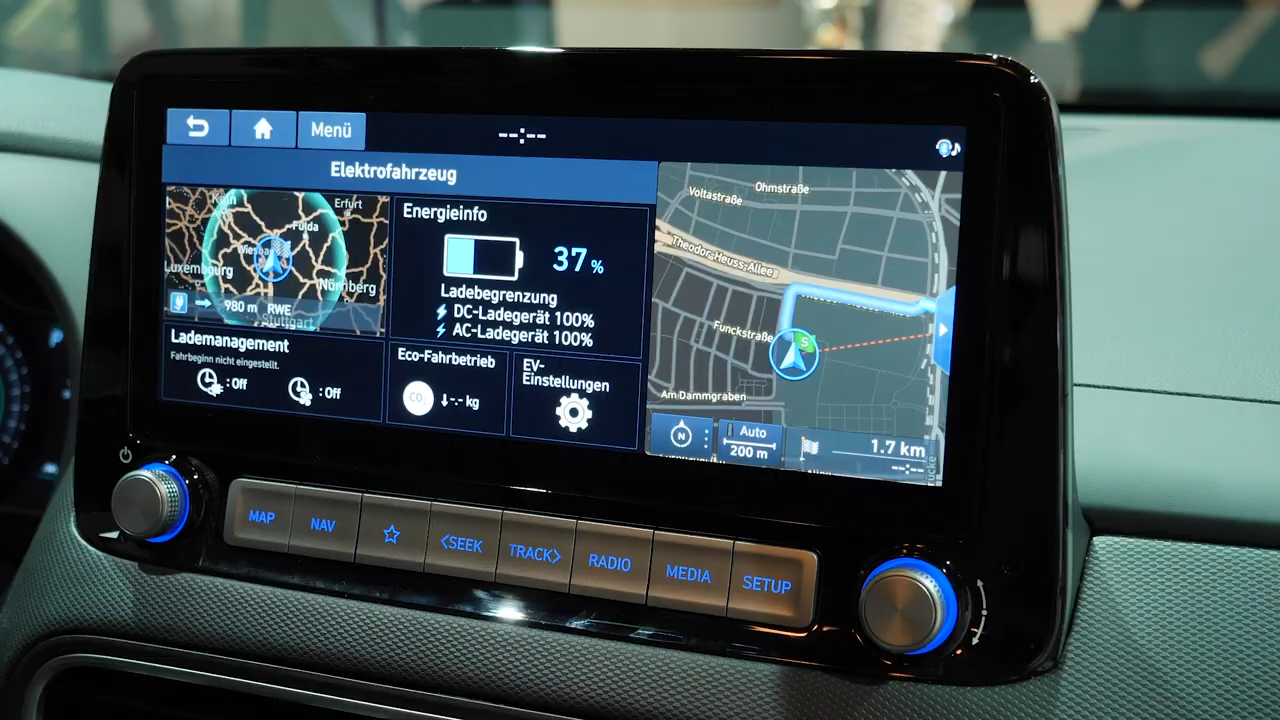 Menü
--:--
Elektrofahrzeug
Köln
Erfurt
Fulda
Luxembourg
Nürnberg
980 m RWE
Stuttgart
Energieinfo
37 %
Ladebegrenzung
DC-Ladegerät 100%
AC-Ladegerät 100%
Lademanagement
Fahrbeginn nicht eingestellt.
: Off
: Off
Eco-Fahrbetrieb
CO2
-.- kg
EV-
Einstellungen
Ohmstraße
Voltastraße
Theodor-Heuss-Allee
Funckstraße
S
Am Dammgraben
N
Auto
200 m
1.7 km
--:--
MAP
NAV
<SEEK
TRACK>
RADIO
MEDIA
SETUP